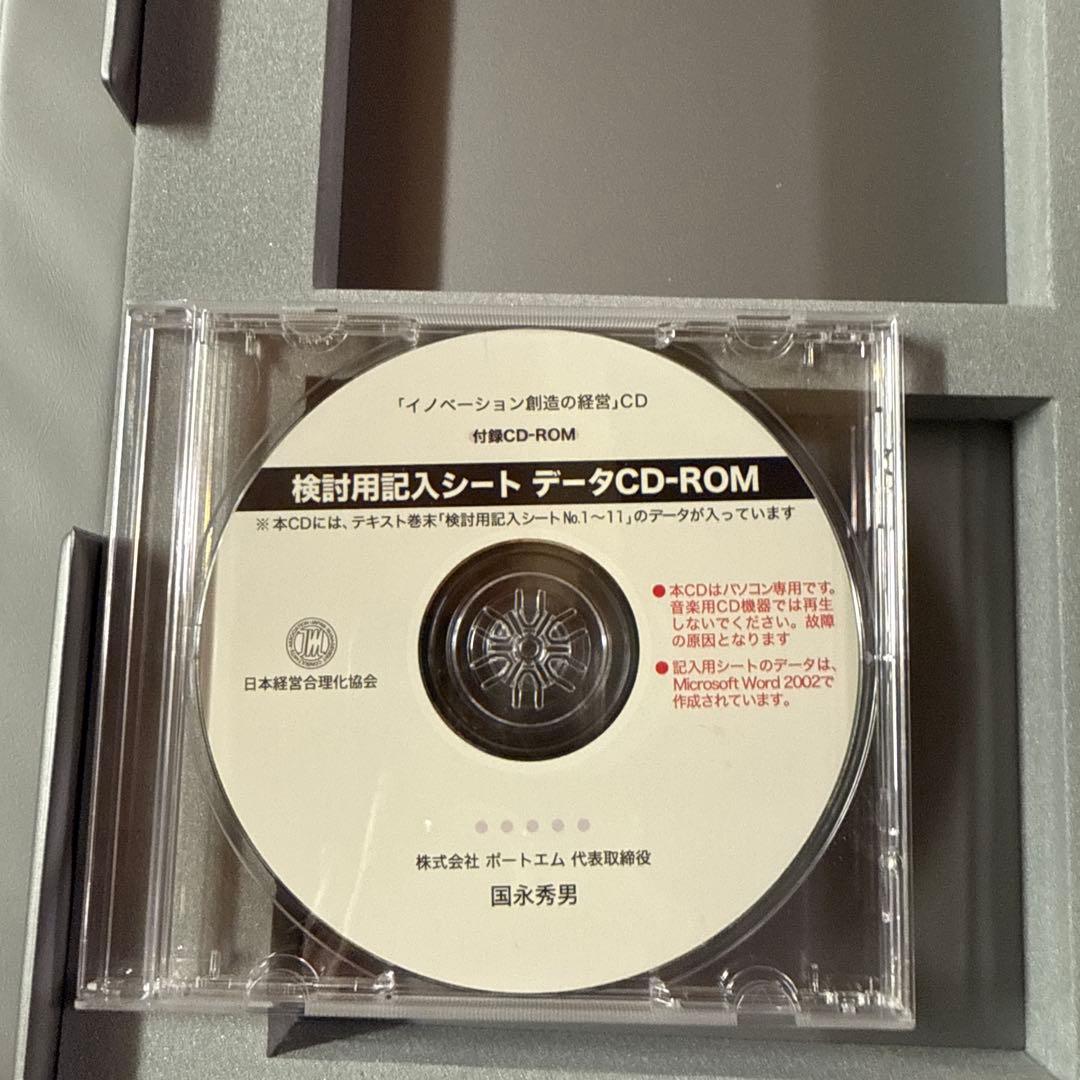 「イノベーション創造の経営」CD
付録CD-ROM
検討用記入シート データCD-ROM
※本CDには、テキスト巻末「検討用記入シート№1〜11」のデータが入っています
●本CDはパソコン専用です。
音楽用CD機器では再生
しないでください。故障
の原因となります
●記入用シートのデータは、
Microsoft Word 2002で
作成されています。
JMCA
日本経営合理化協会
株式会社 ポートエム 代表取締役
国永秀男